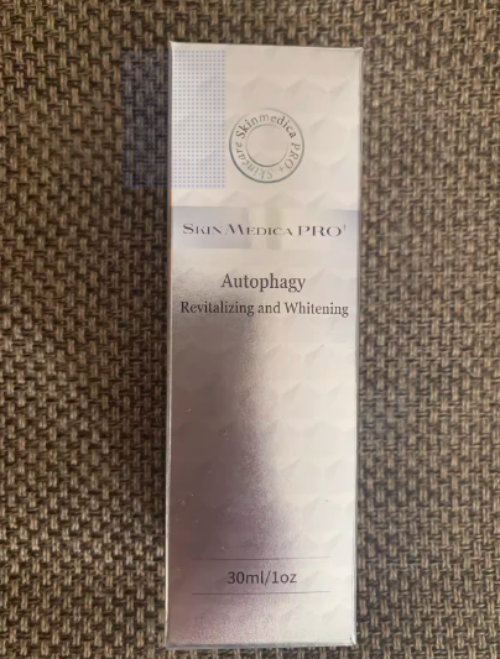 Skinmedica PRO+ Skincare
SKIN MEDICA PRO+
Autophagy
Revitalizing and Whitening
30ml/1oz